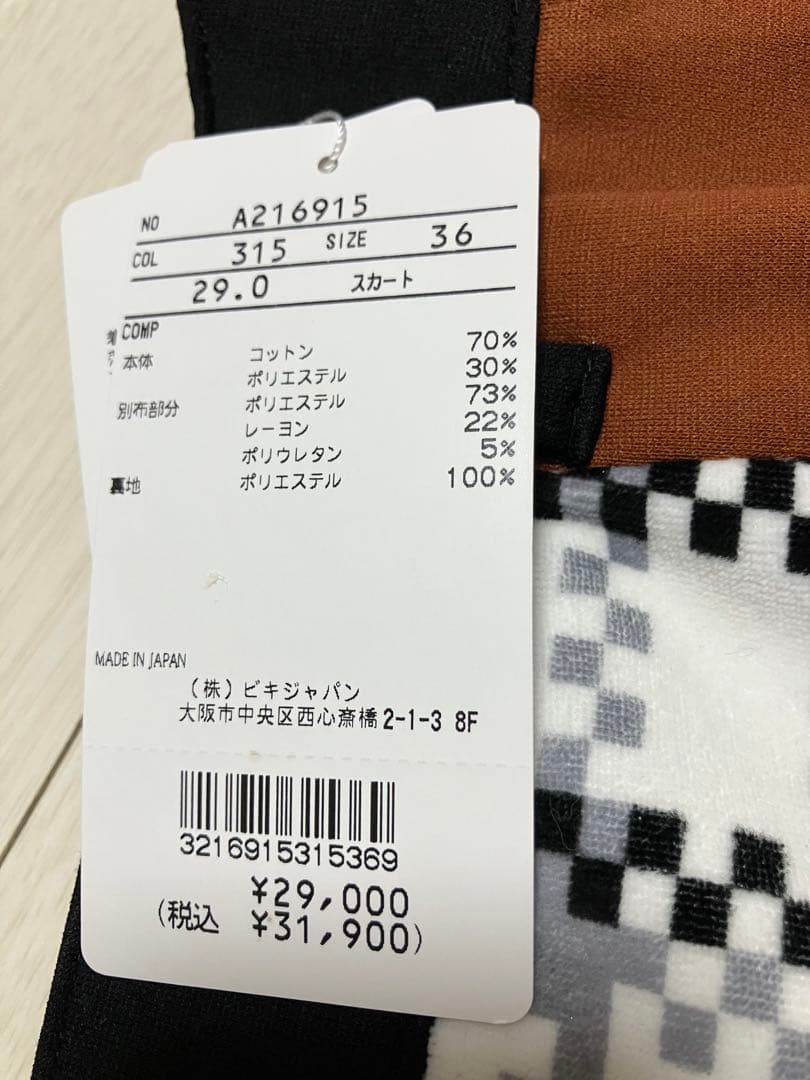 NO A216915
COL 315 SIZE 36
29.0 スカート
COMP
本体 コットン 70%
ポリエステル 30%
別布部分 ポリエステル 73%
レーヨン 22%
ポリウレタン 5%
裏地 ポリエステル 100%
MADE IN JAPAN
(株)ビキジャパン
大阪市中央区西心斎橋2-1-3 8F
3216915315369
¥29,000
(税込 ¥31,900)